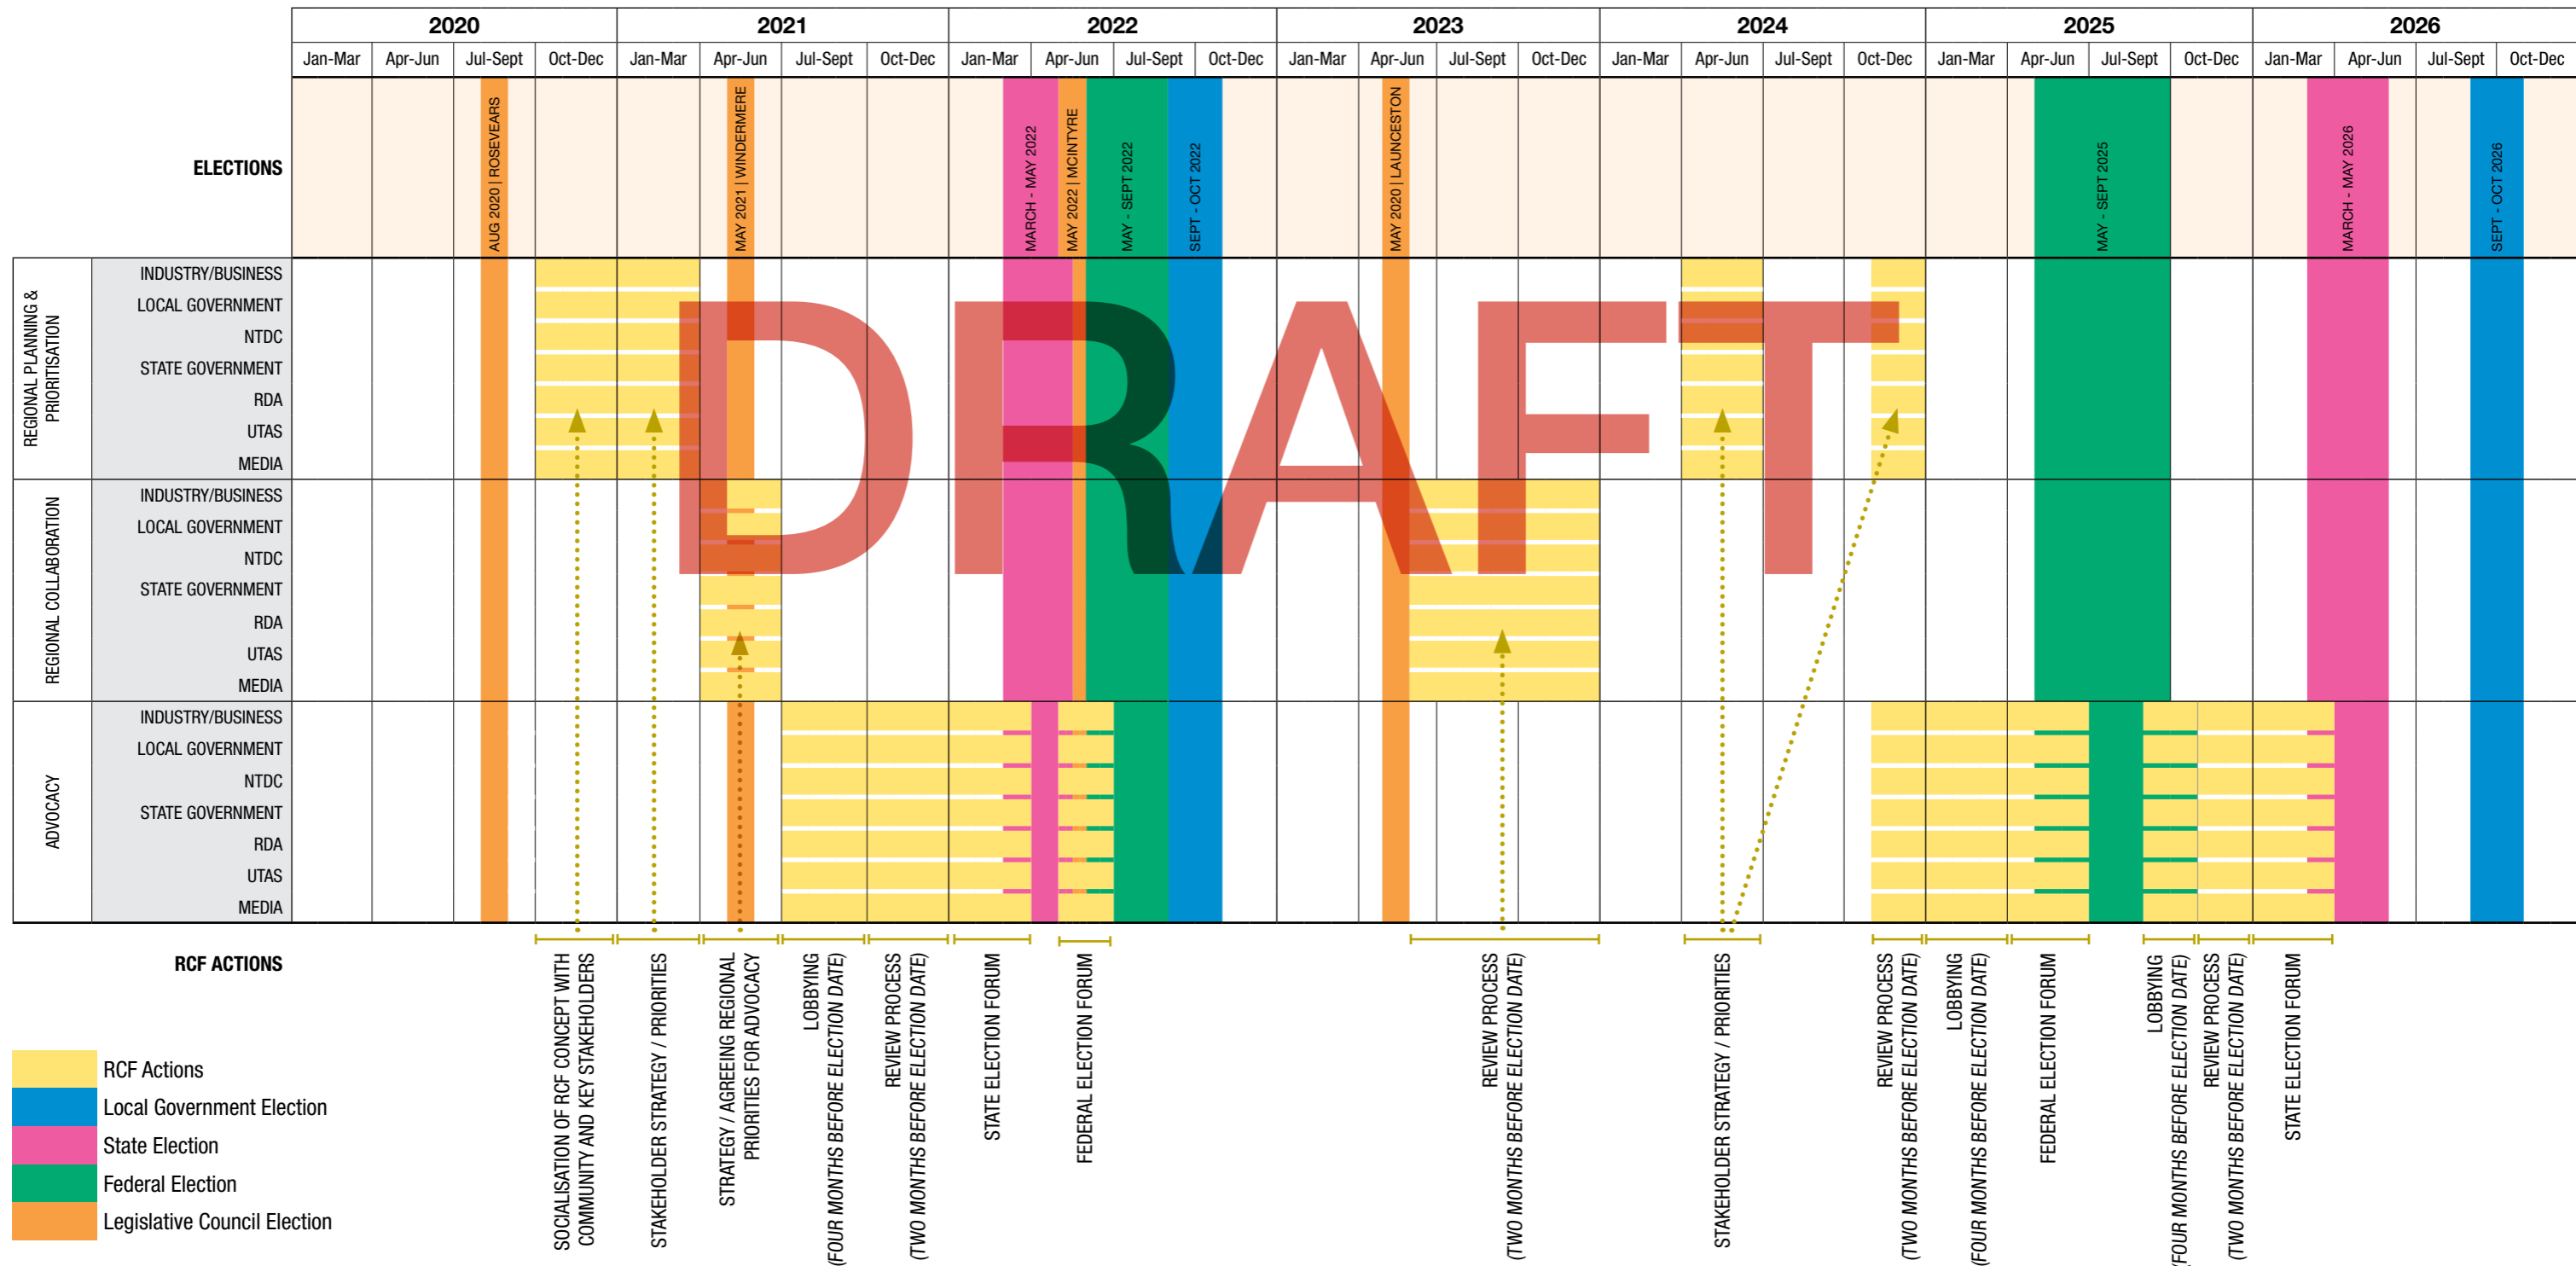 2020 2021 2022 2023 2024 2025 2026
Jan-Mar Apr-Jun Jul-Sept Oct-Dec Jan-Mar Apr-Jun Jul-Sept Oct-Dec Jan-Mar Apr-Jun Jul-Sept Oct-Dec Jan-Mar Apr-Jun Jul-Sept Oct-Dec Jan-Mar Apr-Jun Jul-Sept Oct-Dec Jan-Mar Apr-Jun Jul-Sept Oct-Dec Jan-Mar Apr-Jun Jul-Sept Oct-Dec
ELECTIONS
AUG 2020 | ROSEVEARS
MAY 2021 | WINDERMERE
MARCH - MAY 2022
MAY 2022 | MCINTYRE
MAY - SEPT 2022
SEPT - OCT 2022
MAY 2020 | LAUNCESTON
MAY - SEPT 2025
MARCH - MAY 2026
SEPT - OCT 2026
REGIONAL PLANNING &
PRIORITISATION
INDUSTRY/BUSINESS
LOCAL GOVERNMENT
NTDC
STATE GOVERNMENT
RDA
UTAS
MEDIA
REGIONAL COLLABORATION
INDUSTRY/BUSINESS
LOCAL GOVERNMENT
NTDC
STATE GOVERNMENT
RDA
UTAS
MEDIA
ADVOCACY
INDUSTRY/BUSINESS
LOCAL GOVERNMENT
NTDC
STATE GOVERNMENT
RDA
UTAS
MEDIA
DRAFT
RCF ACTIONS
SOCIALISATION OF RCF CONCEPT WITH
COMMUNITY AND KEY STAKEHOLDERS
STAKEHOLDER STRATEGY / PRIORITIES
STRATEGY / AGREEING REGIONAL
PRIORITIES FOR ADVOCACY
LOBBYING
(FOUR MONTHS BEFORE ELECTION DATE)
REVIEW PROCESS
(TWO MONTHS BEFORE ELECTION DATE)
STATE ELECTION FORUM
FEDERAL ELECTION FORUM
REVIEW PROCESS
(TWO MONTHS BEFORE ELECTION DATE)
STAKEHOLDER STRATEGY / PRIORITIES
REVIEW PROCESS
(TWO MONTHS BEFORE ELECTION DATE)
LOBBYING
(FOUR MONTHS BEFORE ELECTION DATE)
FEDERAL ELECTION FORUM
LOBBYING
(FOUR MONTHS BEFORE ELECTION DATE)
REVIEW PROCESS
(TWO MONTHS BEFORE ELECTION DATE)
STATE ELECTION FORUM
RCF Actions
Local Government Election
State Election
Federal Election
Legislative Council Election